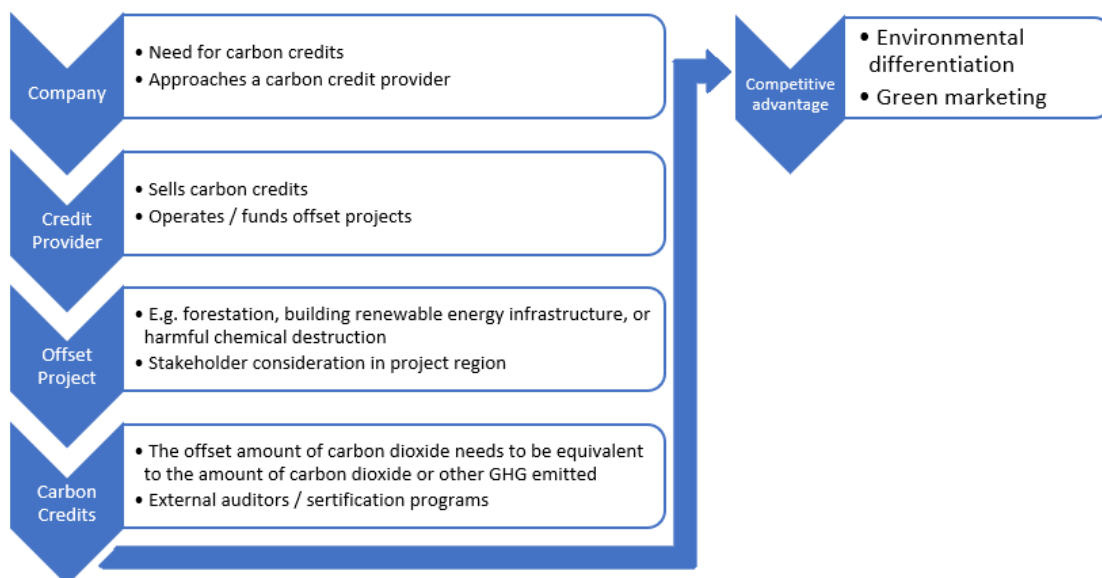 Company
• Need for carbon credits
• Approaches a carbon credit provider
Credit
Provider
• Sells carbon credits
• Operates / funds offset projects
Offset
Project
• E.g. forestation, building renewable energy infrastructure, or
harmful chemical destruction
• Stakeholder consideration in project region
Carbon
Credits
• The offset amount of carbon dioxide needs to be equivalent
to the amount of carbon dioxide or other GHG emitted
• External auditors / sertification programs
Competitive
advantage
• Environmental
differentiation
• Green marketing